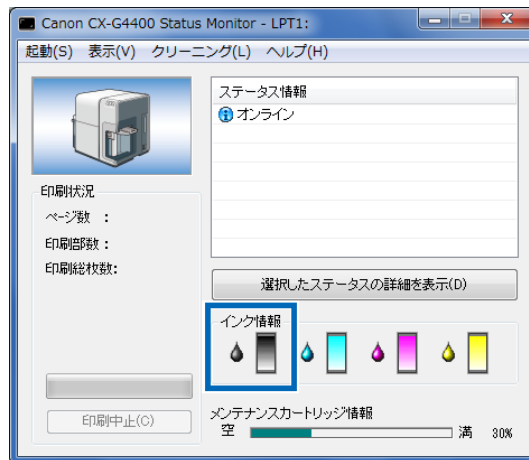 Canon CX-G4400 Status Monitor - LPT1:
起動(S) 表示(V) クリーニング(L) ヘルプ(H)
ステータス情報
オンライン
印刷状況
ページ数 :
印刷部数 :
印刷総枚数:
選択したステータスの詳細を表示(D)
インク情報
印刷中止(C)
メンテナンスカートリッジ情報
空 満 30%